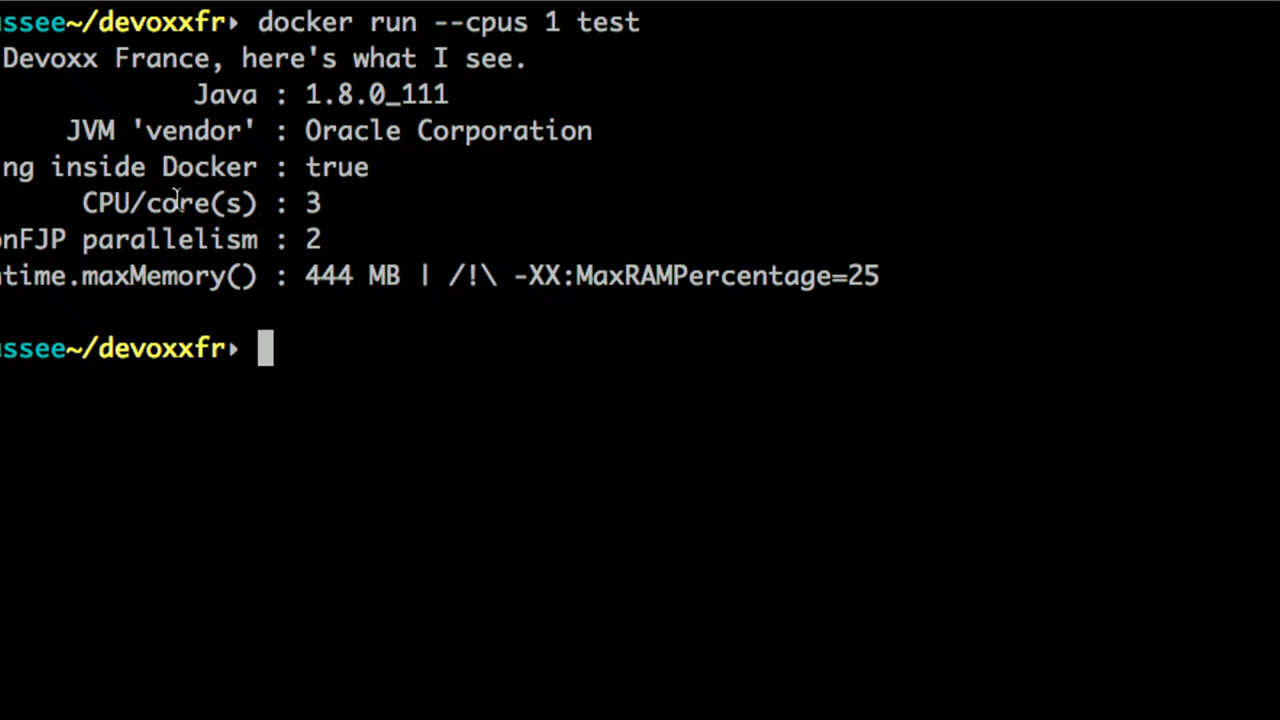 ssee~/devoxxfr▸ docker run --cpus 1 test
Devoxx France, here's what I see.
Java : 1.8.0_111
JVM 'vendor' : Oracle Corporation
ng inside Docker : true
CPU/core(s) : 3
nFJP parallelism : 2
time.maxMemory() : 444 MB | /!\ -XX:MaxRAMPercentage=25
ssee~/devoxxfr▸